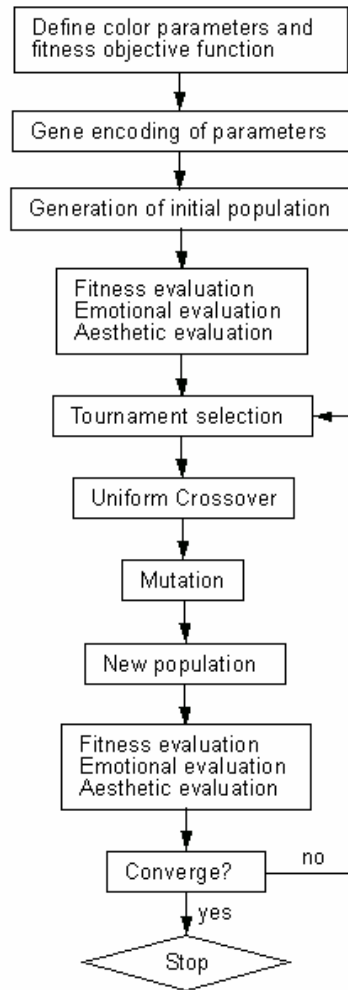 Define color parameters and
fitness objective function
Gene encoding of parameters
Generation of initial population
Fitness evaluation
Emotional evaluation
Aesthetic evaluation
Tournament selection
Uniform Crossover
Mutation
New population
Fitness evaluation
Emotional evaluation
Aesthetic evaluation
Converge?
no
yes
Stop